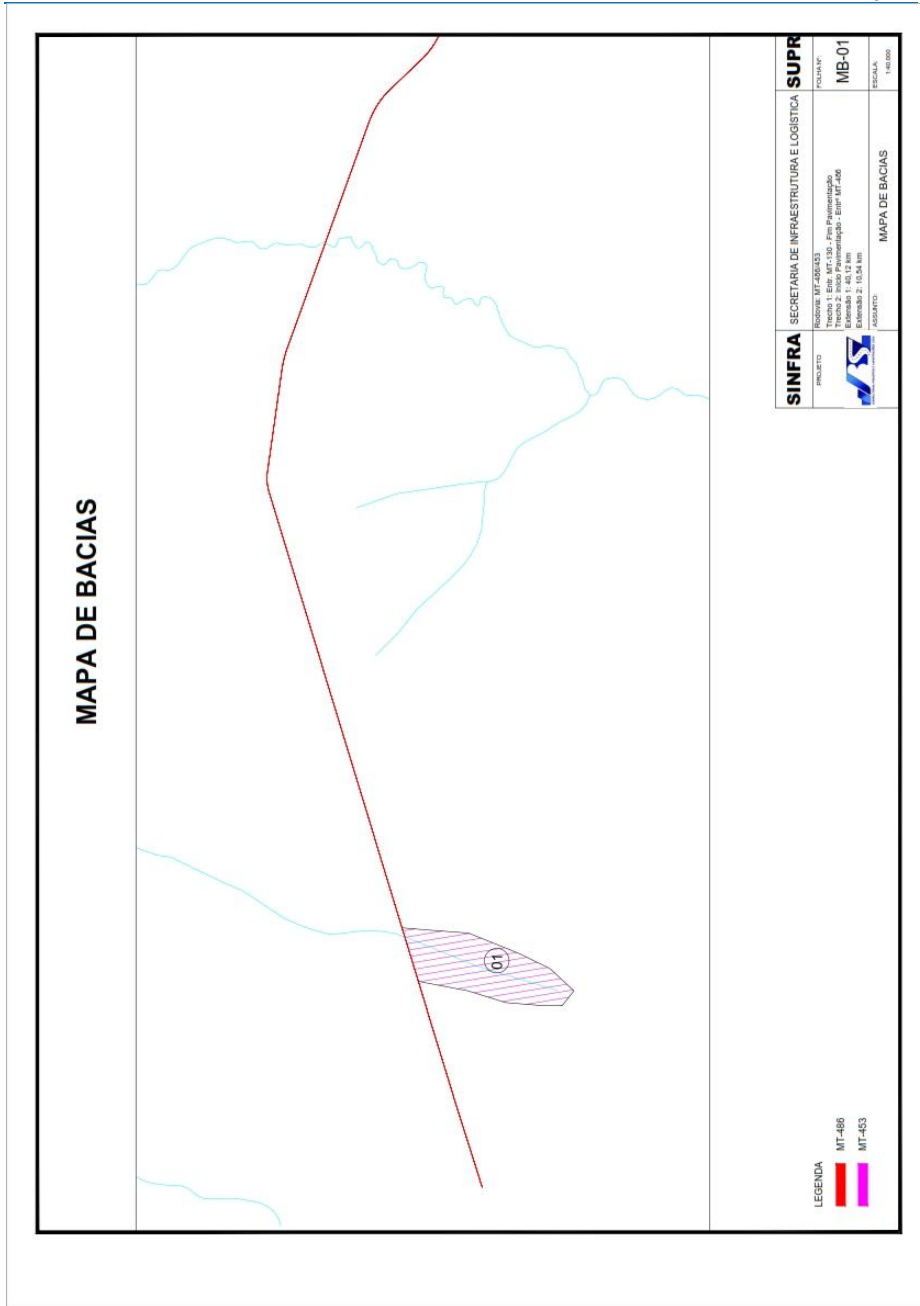 MAPA DE BACIAS
01
LEGENDA
MT-486
MT-453
SINFRA
SECRETARIA DE INFRAESTRUTURA E LOGÍSTICA
SUPR
PROJETO
Rodovia: MT-486/453
Trecho 1: Entr. MT-130 - Fim Pavimentação
Trecho 2: Início Pavimentação - Entrº MT-486
Extensão 1: 40,12 km
Extensão 2: 10,54 km
FOLHA Nº:
MB-01
ASSUNTO:
MAPA DE BACIAS
ESCALA:
1:40.000